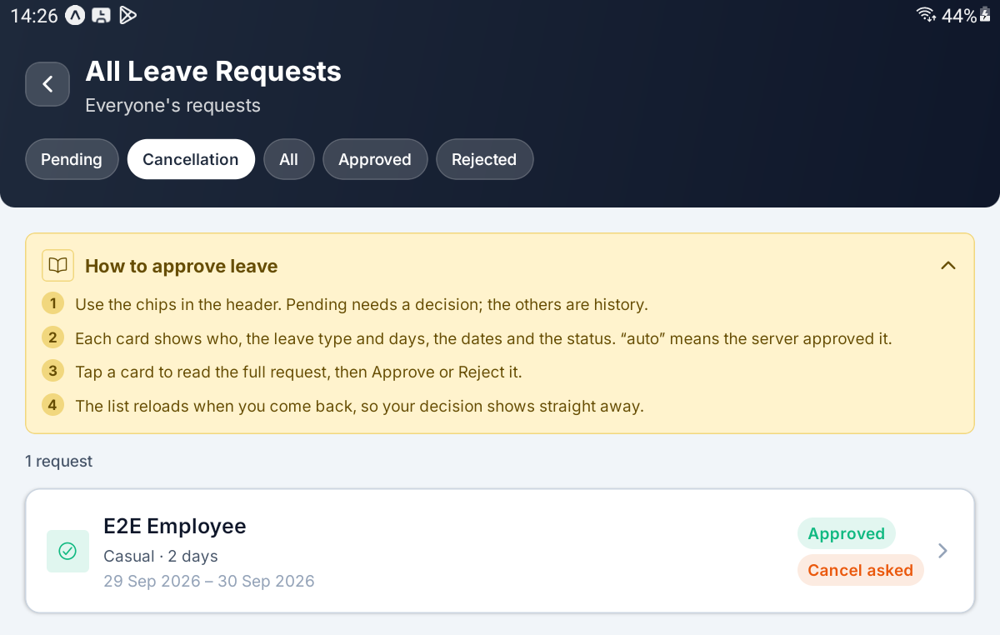 14:26
44%
All Leave Requests
Everyone's requests
Pending
Cancellation
All
Approved
Rejected
How to approve leave
1 Use the chips in the header. Pending needs a decision; the others are history.
2 Each card shows who, the leave type and days, the dates and the status. “auto” means the server approved it.
3 Tap a card to read the full request, then Approve or Reject it.
4 The list reloads when you come back, so your decision shows straight away.
1 request
E2E Employee
Casual · 2 days
29 Sep 2026 – 30 Sep 2026
Approved
Cancel asked